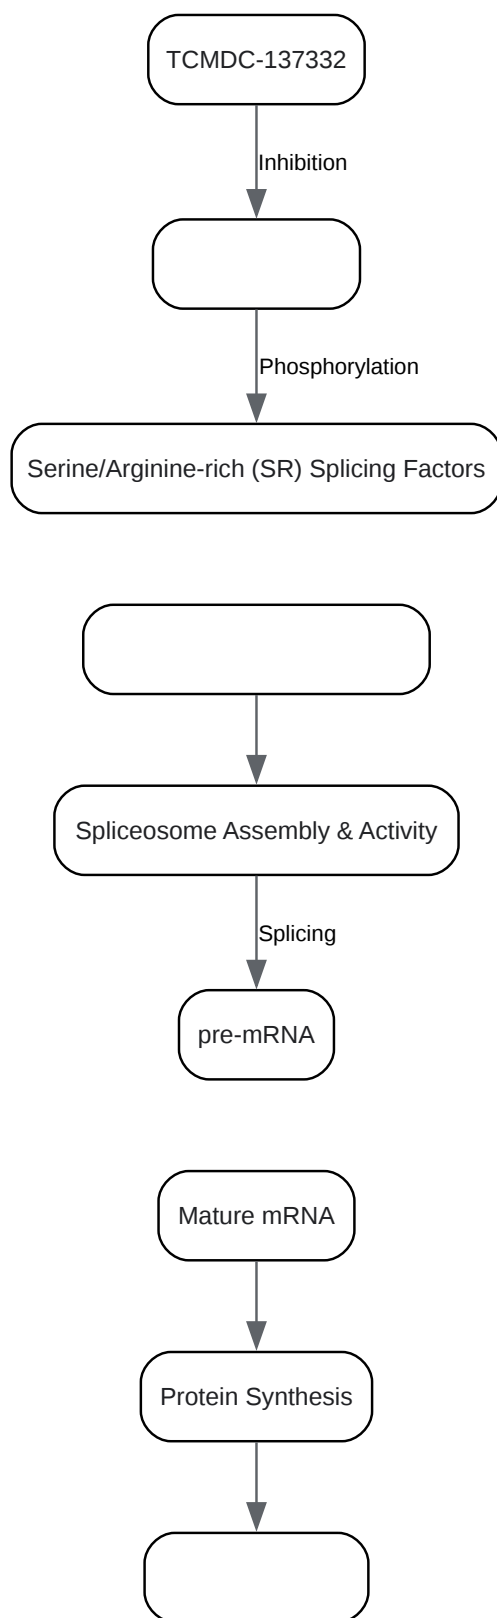 TCMDC-137332
Inhibition
Phosphorylation
Serine/Arginine-rich (SR) Splicing Factors
Spliceosome Assembly & Activity
Splicing
pre-mRNA
Mature mRNA
Protein Synthesis